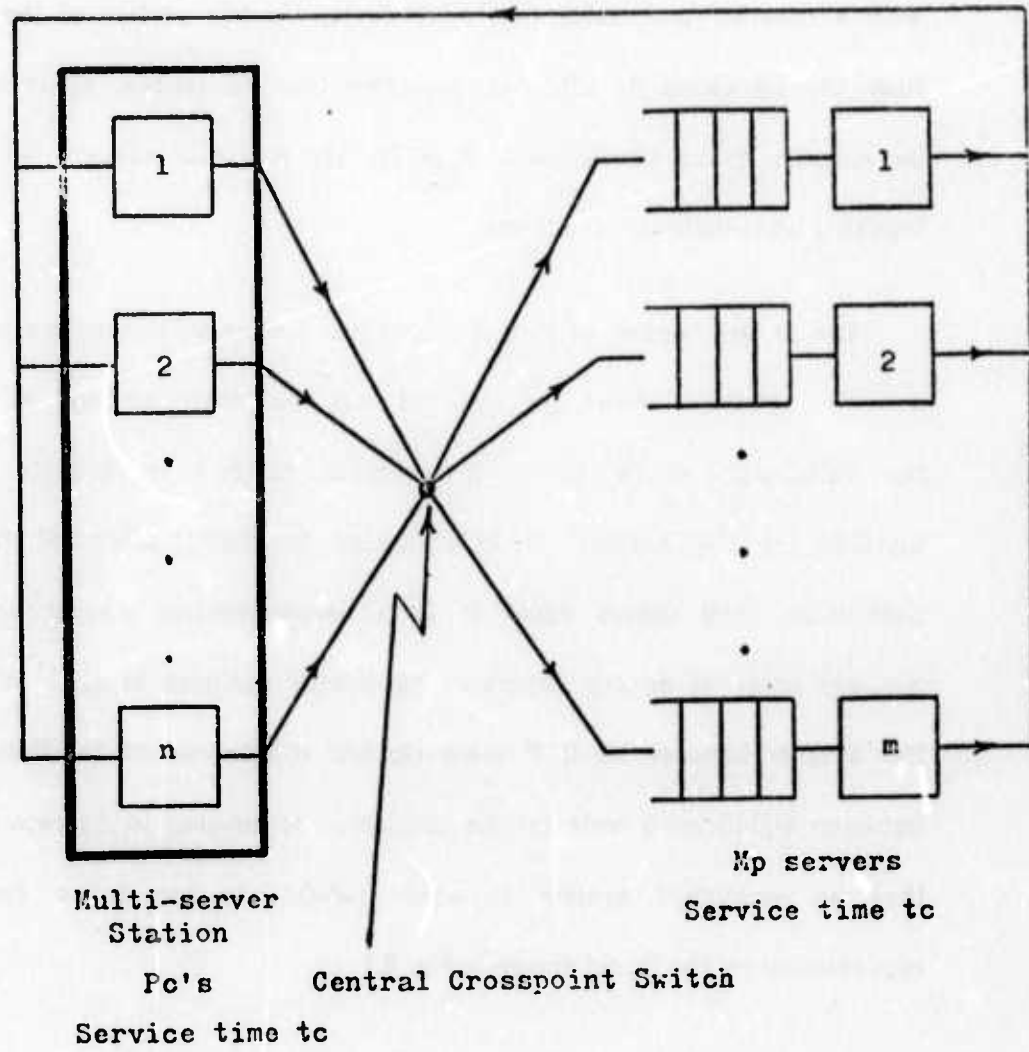 1
2
n
1
2
m
Multi-server
Station
Pc's
Service time tc
Mp servers
Service time tc
Central Crosspoint Switch